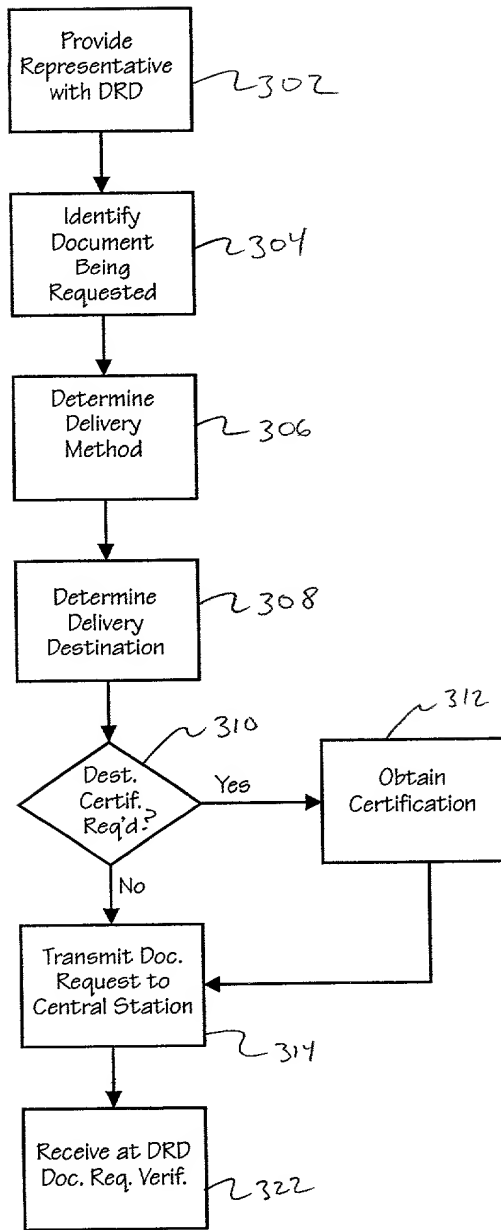 Provide
Representative
with DRD
302
Identify
Document
Being
Requested
304
Determine
Delivery
Method
306
Determine
Delivery
Destination
308
310
312
Dest.
Certif.
Req'd.?
Yes
Obtain
Certification
No
Transmit Doc.
Request to
Central Station
314
Receive at DRD
Doc. Req. Verif.
322